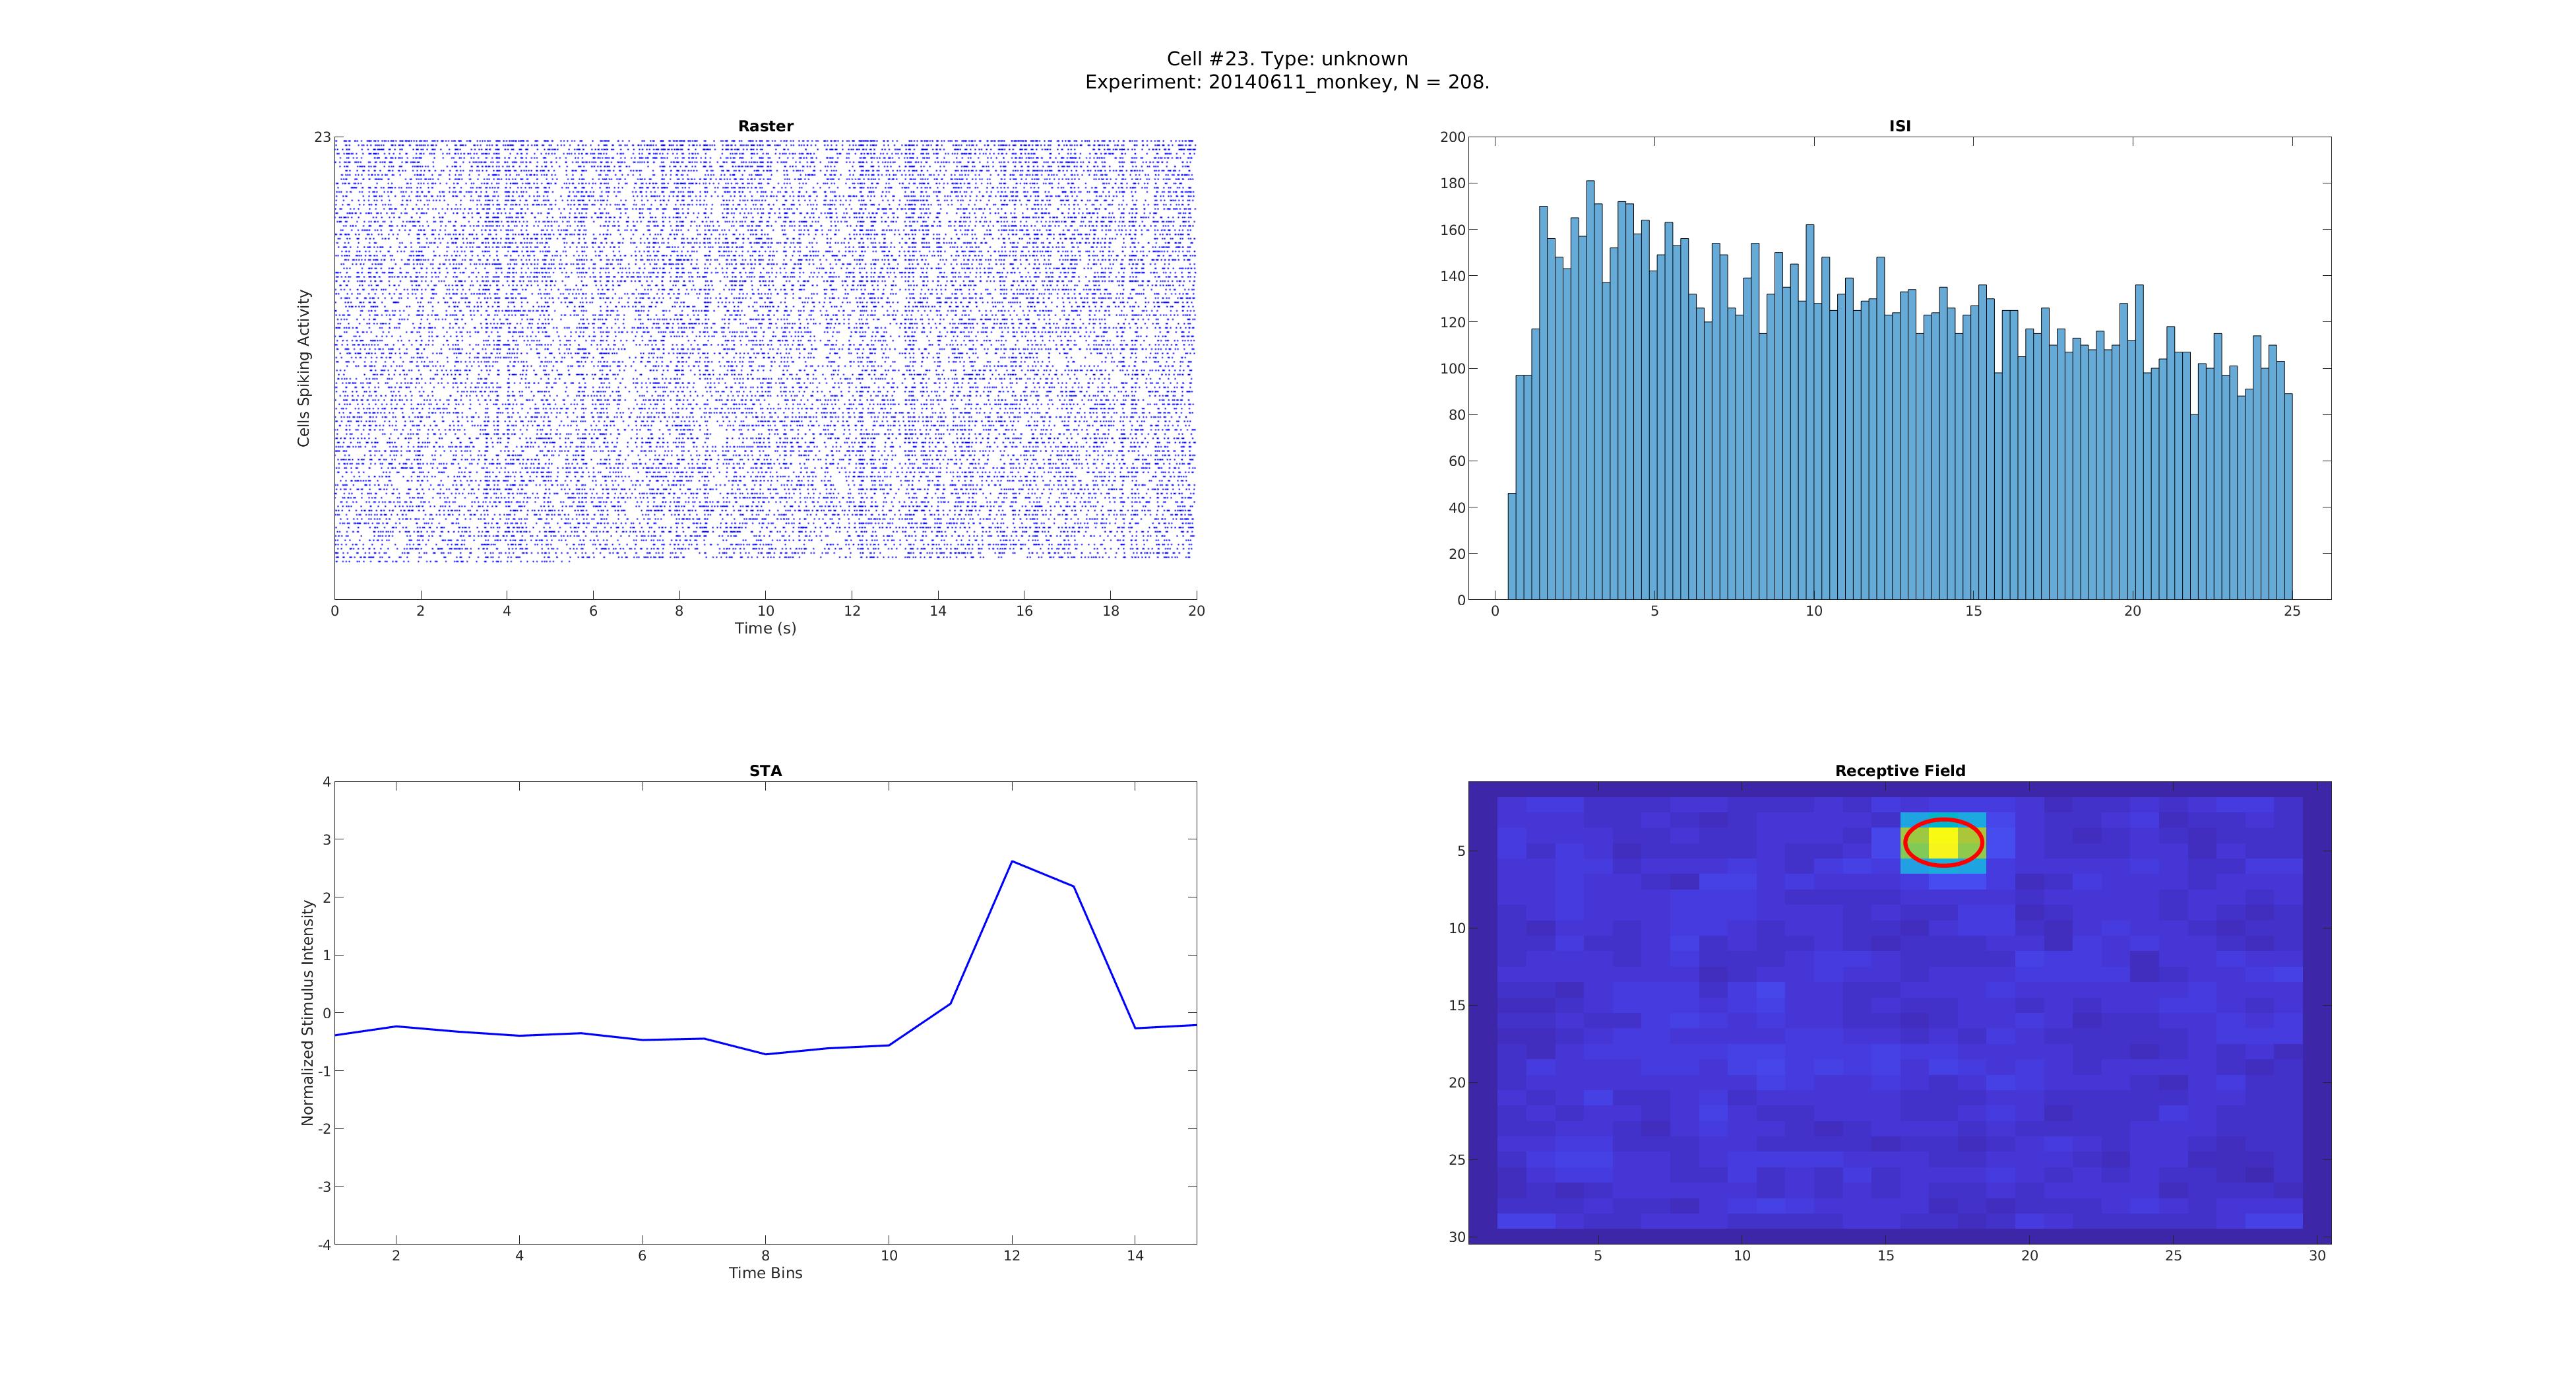 Cell #23. Type: unknown
Experiment: 20140611_monkey, N = 208.
Raster
23
Cells Spiking Activity
0 2 4 6 8 10 12 14 16 18 20
Time (s)
ISI
200
180
160
140
120
100
80
60
40
20
0
0 5 10 15 20 25
STA
4
3
2
1
0
-1
-2
-3
-4
Normalized Stimulus Intensity
2 4 6 8 10 12 14
Time Bins
Receptive Field
5
10
15
20
25
30
5 10 15 20 25 30